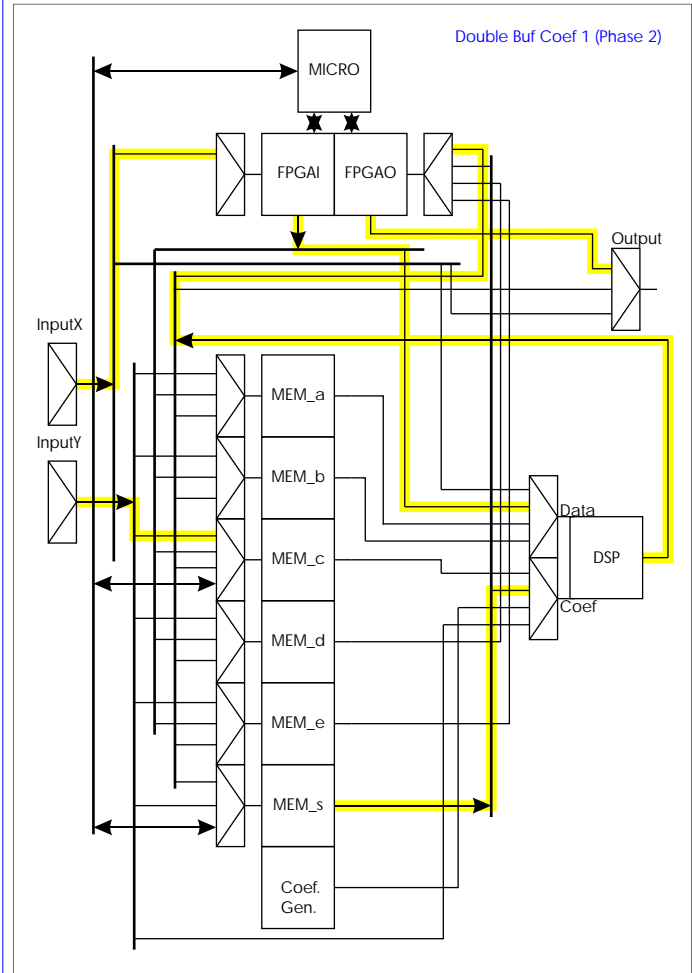 Double Buf Coef 1 (Phase 2)
MICRO
FPGAI
FPGAO
Output
InputX
MEM_a
InputY
MEM_b
Data
MEM_c
DSP
Coef
MEM_d
MEM_e
MEM_s
Coef.
Gen.